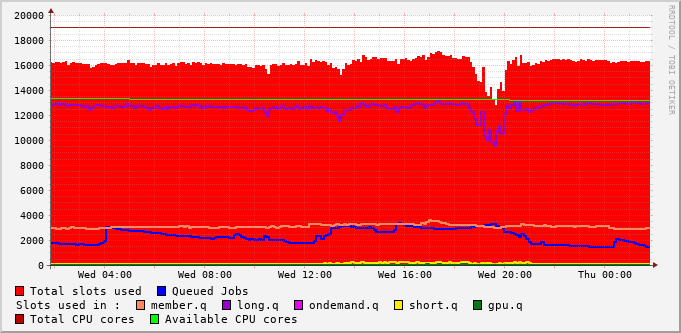 20000
18000
16000
14000
12000
10000
8000
6000
4000
2000
0
Wed 04:00 Wed 08:00 Wed 12:00 Wed 16:00 Wed 20:00 Thu 00:00
Total slots used Queued Jobs
Slots used in : member.q long.q ondemand.q short.q gpu.q
Total CPU cores Available CPU cores
RRDTOOL / TOBI OETIKER